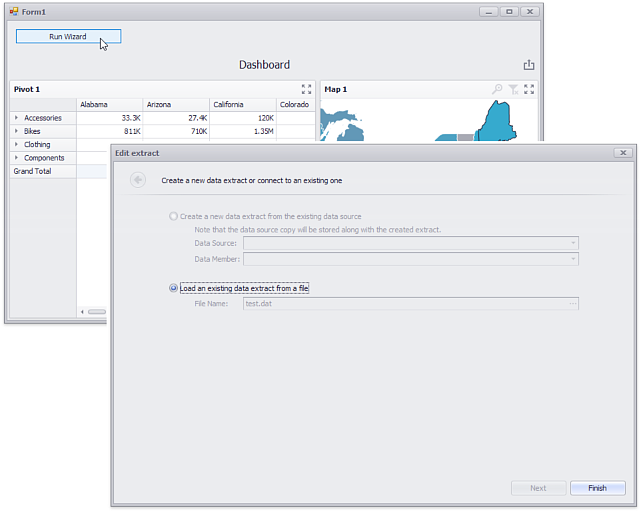 Form1
Run Wizard
Dashboard
Pivot 1
Map 1
Alabama Arizona California Colorado
Accessories 33.3K 27.4K 120K
Bikes 811K 710K 1.35M
Clothing
Components
Grand Total
Edit extract
Create a new data extract or connect to an existing one
Create a new data extract from the existing data source
Note that the data source copy will be stored along with the created extract.
Data Source:
Data Member:
Load an existing data extract from a file
File Name: test.dat
Next Finish